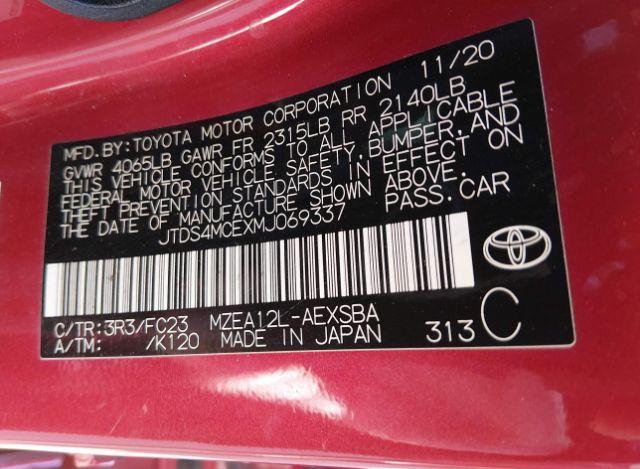 MFD.BY:TOYOTA MOTOR CORPORATION 11/20
GVWR 4065LB GAWR FR 2315LB RR 2140LB
THIS VEHICLE CONFORMS TO ALL APPLICABLE
FEDERAL MOTOR VEHICLE SAFETY,BUMPER,AND
THEFT PREVENTION STANDARDS IN EFFECT ON
THE DATE OF MANUFACTURE SHOWN ABOVE.
JTDS4MCEXMJ069337 PASS.CAR
C/TR:3R3/FC23 MZEA12L-AEXSBA
A/TM: /K120 MADE IN JAPAN 313 C